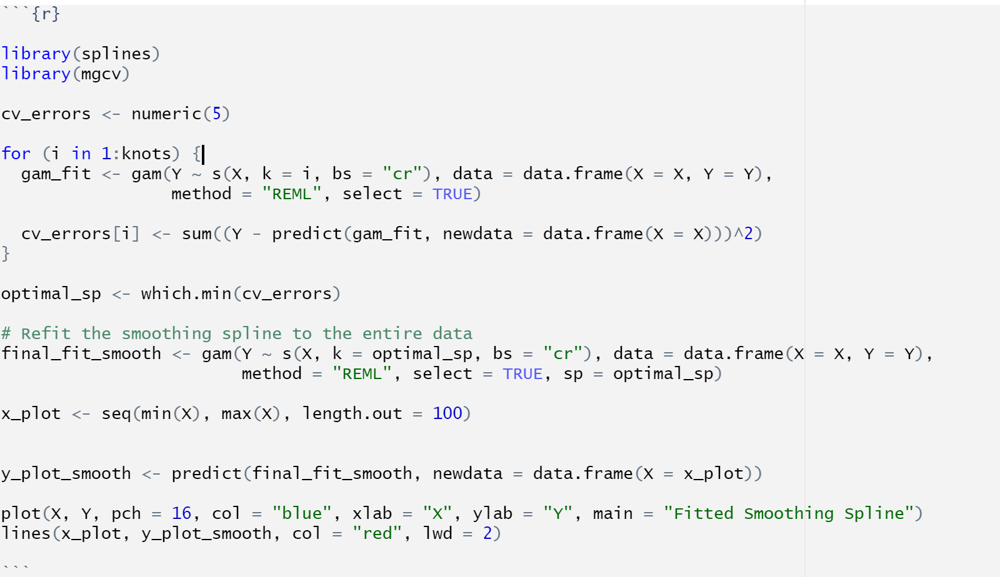 ```{r}
library(splines)
library(mgcv)
cv_errors <- numeric(5)
for (i in 1:knots) {
  gam_fit <- gam(Y ~ s(X, k = i, bs = "cr"), data = data.frame(X = X, Y = Y),
                 method = "REML", select = TRUE)
  cv_errors[i] <- sum((Y - predict(gam_fit, newdata = data.frame(X = X)))^2)
}
optimal_sp <- which.min(cv_errors)
# Refit the smoothing spline to the entire data
final_fit_smooth <- gam(Y ~ s(X, k = optimal_sp, bs = "cr"), data = data.frame(X = X, Y = Y),
                        method = "REML", select = TRUE, sp = optimal_sp)
x_plot <- seq(min(X), max(X), length.out = 100)
y_plot_smooth <- predict(final_fit_smooth, newdata = data.frame(X = x_plot))
plot(X, Y, pch = 16, col = "blue", xlab = "X", ylab = "Y", main = "Fitted Smoothing Spline")
lines(x_plot, y_plot_smooth, col = "red", lwd = 2)
```